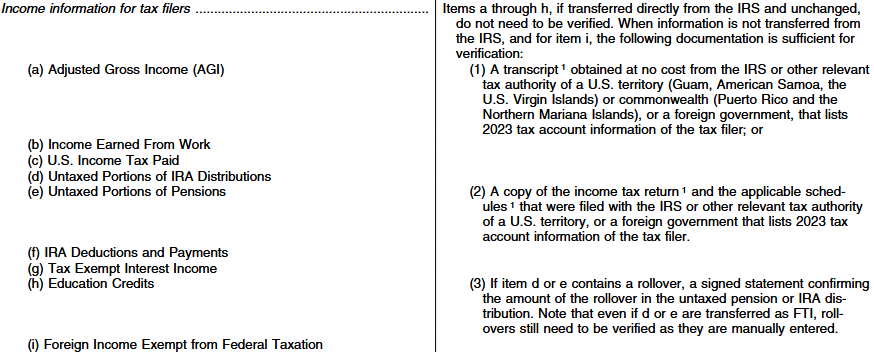 Income information for tax filers ................................................................
(a) Adjusted Gross Income (AGI)
(b) Income Earned From Work
(c) U.S. Income Tax Paid
(d) Untaxed Portions of IRA Distributions
(e) Untaxed Portions of Pensions
(f) IRA Deductions and Payments
(g) Tax Exempt Interest Income
(h) Education Credits
(i) Foreign Income Exempt from Federal Taxation
Items a through h, if transferred directly from the IRS and unchanged,
do not need to be verified. When information is not transferred from
the IRS, and for item i, the following documentation is sufficient for
verification:
(1) A transcript ¹ obtained at no cost from the IRS or other relevant
tax authority of a U.S. territory (Guam, American Samoa, the
U.S. Virgin Islands) or commonwealth (Puerto Rico and the
Northern Mariana Islands), or a foreign government, that lists
2023 tax account information of the tax filer; or
(2) A copy of the income tax return ¹ and the applicable sched-
ules ¹ that were filed with the IRS or other relevant tax authority
of a U.S. territory, or a foreign government that lists 2023 tax
account information of the tax filer.
(3) If item d or e contains a rollover, a signed statement confirming
the amount of the rollover in the untaxed pension or IRA dis-
tribution. Note that even if d or e are transferred as FTI, roll-
overs still need to be verified as they are manually entered.